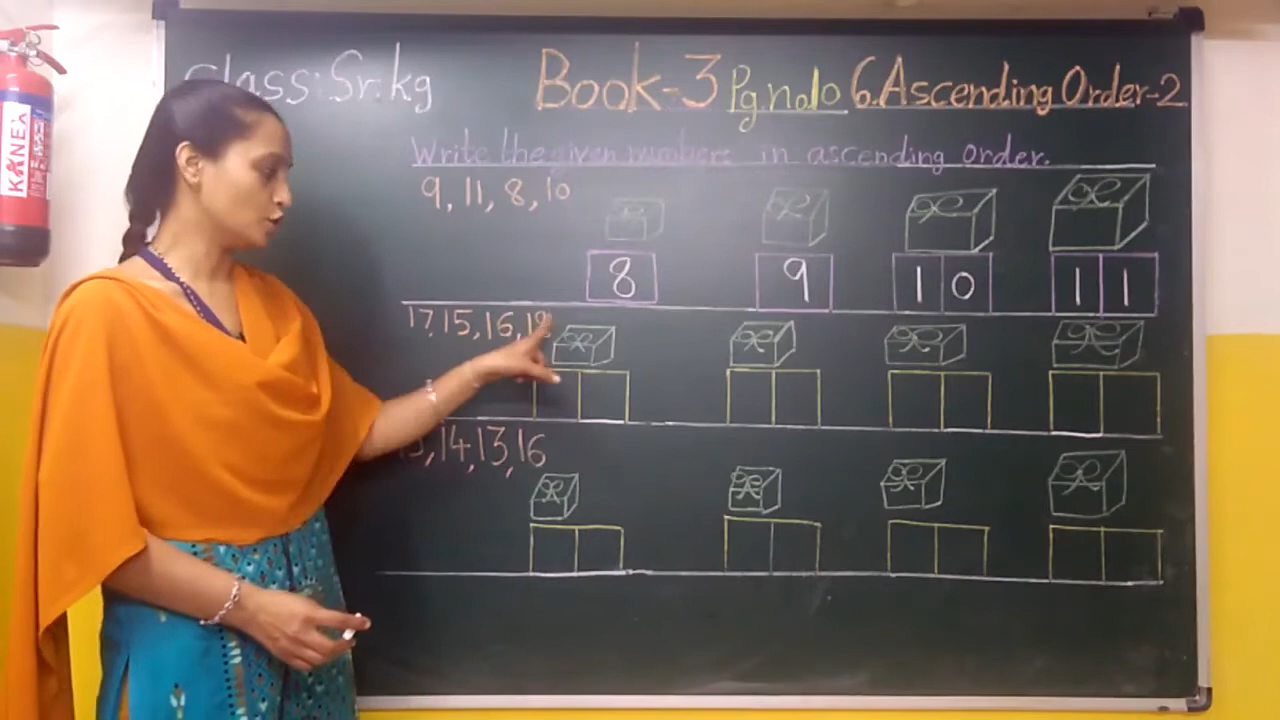 KANEX
Class: Sr.kg Book-3 Pg.no.10 6.Ascending Order-2
Write the given numbers in ascending order.
9, 11, 8, 10
8 9 10 11
17, 15, 16, 18
14, 13, 16